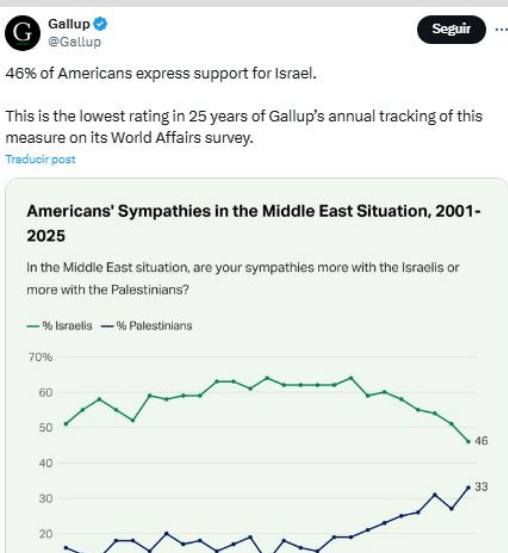 Gallup
@Gallup
Seguir
46% of Americans express support for Israel.
This is the lowest rating in 25 years of Gallup's annual tracking of this
measure on its World Affairs survey.
Traducir post
Americans' Sympathies in the Middle East Situation, 2001-
2025
In the Middle East situation, are your sympathies more with the Israelis or
more with the Palestinians?
% Israelis % Palestinians
70%
60
50
46
40
33
30
20